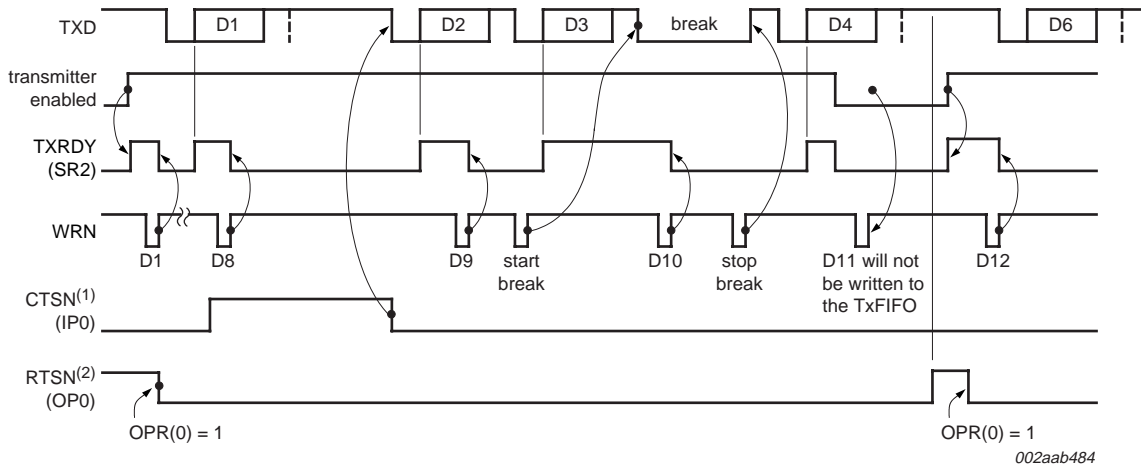 TXD D1 D2 D3 break D4 D6
transmitter
enabled
TXRDY
(SR2)
WRN
D1 D8 D9 start
break
D10 stop
break
D11 will not
be written to
the TxFIFO
D12
CTSN(1)
(IP0)
RTSN(2)
(OP0)
OPR(0) = 1 OPR(0) = 1
002aab484